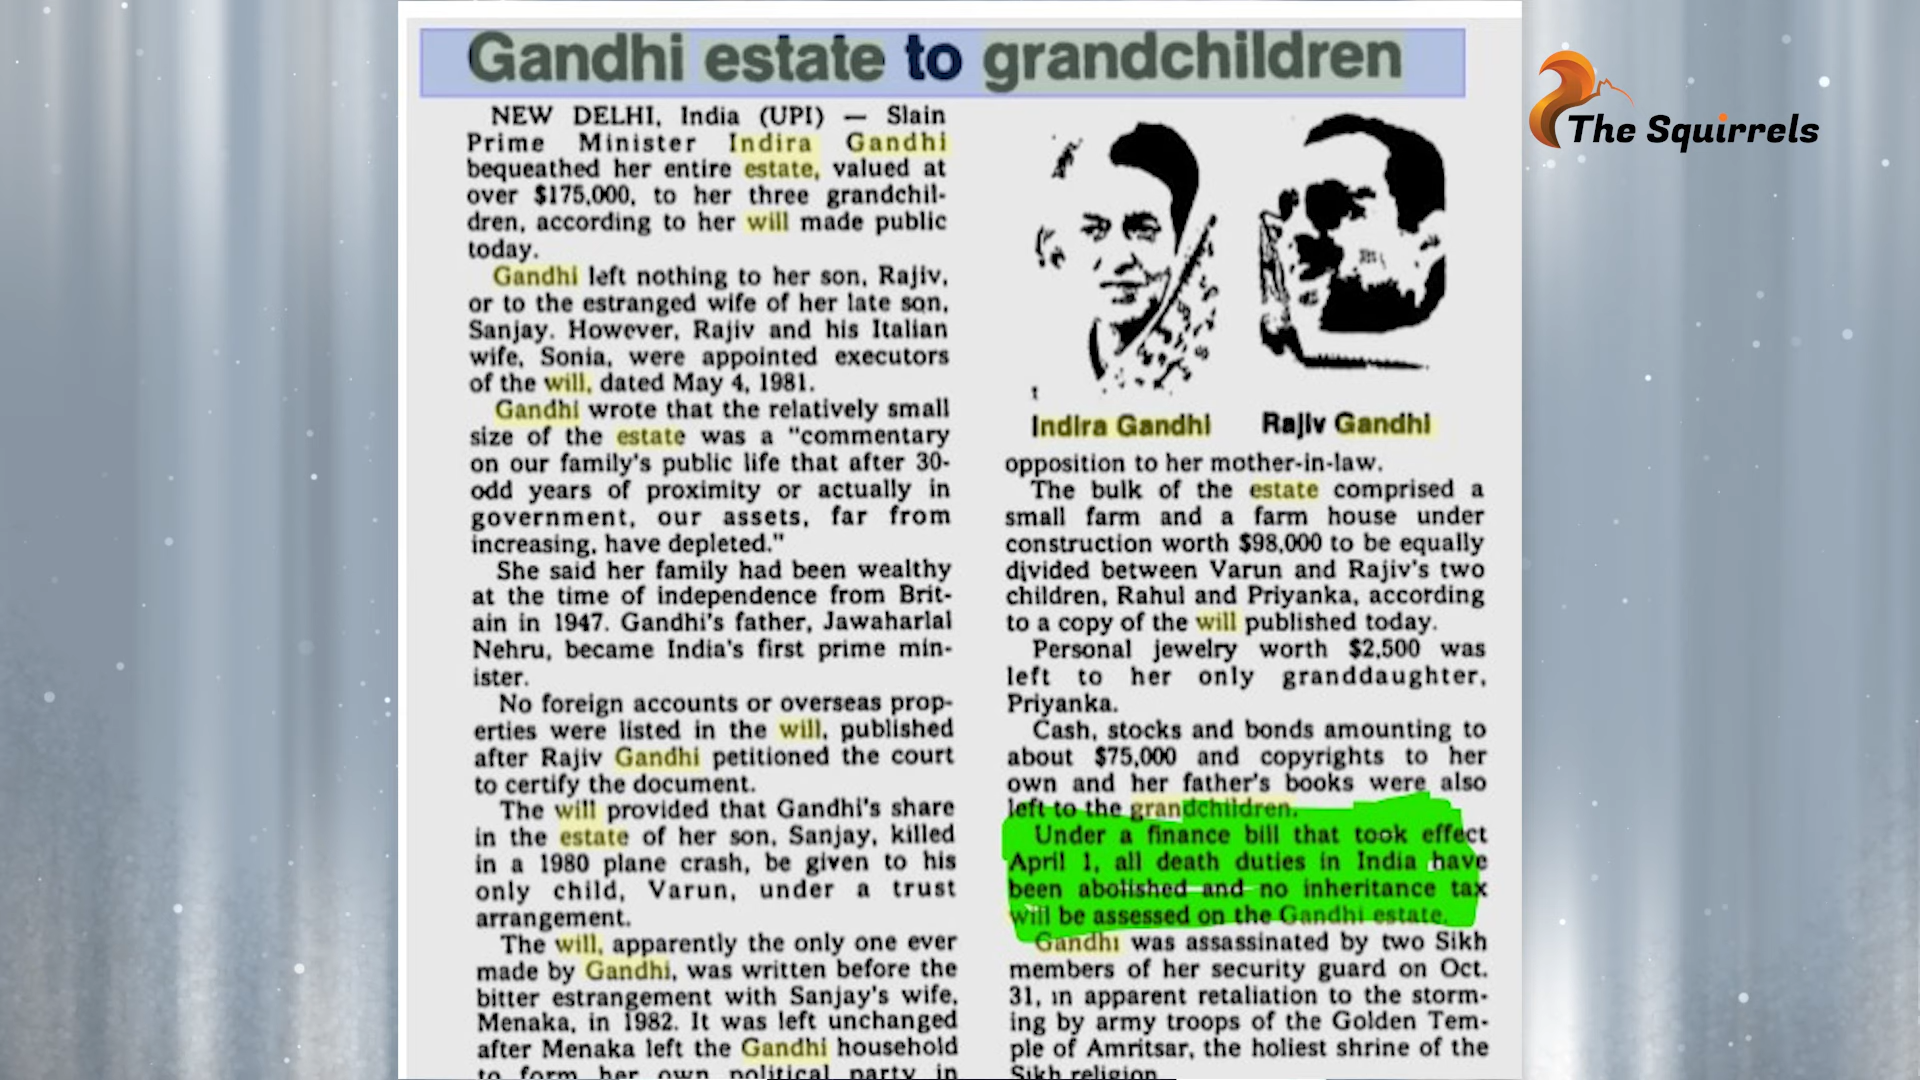 Gandhi estate to grandchildren
NEW DELHI, India (UPI) — Slain
Prime Minister Indira Gandhi
bequeathed her entire estate, valued at
over $175,000, to her three grandchil-
dren, according to her will made public
today.
Gandhi left nothing to her son, Rajiv,
or to the estranged wife of her late son,
Sanjay. However, Rajiv and his Italian
wife, Sonia, were appointed executors
of the will, dated May 4, 1981.
Gandhi wrote that the relatively small
size of the estate was a "commentary
on our family's public life that after 30-
odd years of proximity or actually in
government, our assets, far from
increasing, have depleted."
She said her family had been wealthy
at the time of independence from Brit-
ain in 1947. Gandhi's father, Jawaharlal
Nehru, became India's first prime min-
ister.
No foreign accounts or overseas prop-
erties were listed in the will, published
after Rajiv Gandhi petitioned the court
to certify the document.
The will provided that Gandhi's share
in the estate of her son, Sanjay, killed
in a 1980 plane crash, be given to his
only child, Varun, under a trust
arrangement.
The will, apparently the only one ever
made by Gandhi, was written before the
bitter estrangement with Sanjay's wife,
Menaka, in 1982. It was left unchanged
after Menaka left the Gandhi household
to form her own political party in
Indira Gandhi
Rajiv Gandhi
opposition to her mother-in-law.
The bulk of the estate comprised a
small farm and a farm house under
construction worth $98,000 to be equally
divided between Varun and Rajiv's two
children, Rahul and Priyanka, according
to a copy of the will published today.
Personal jewelry worth $2,500 was
left to her only granddaughter,
Priyanka.
Cash, stocks and bonds amounting to
about $75,000 and copyrights to her
own and her father's books were also
left to the grandchildren.
Under a finance bill that took effect
April 1, all death duties in India have
been abolished and no inheritance tax
will be assessed on the Gandhi estate.
Gandhi was assassinated by two Sikh
members of her security guard on Oct.
31, in apparent retaliation to the storm-
ing by army troops of the Golden Tem-
ple of Amritsar, the holiest shrine of the
Sikh religion.
The Squirrels